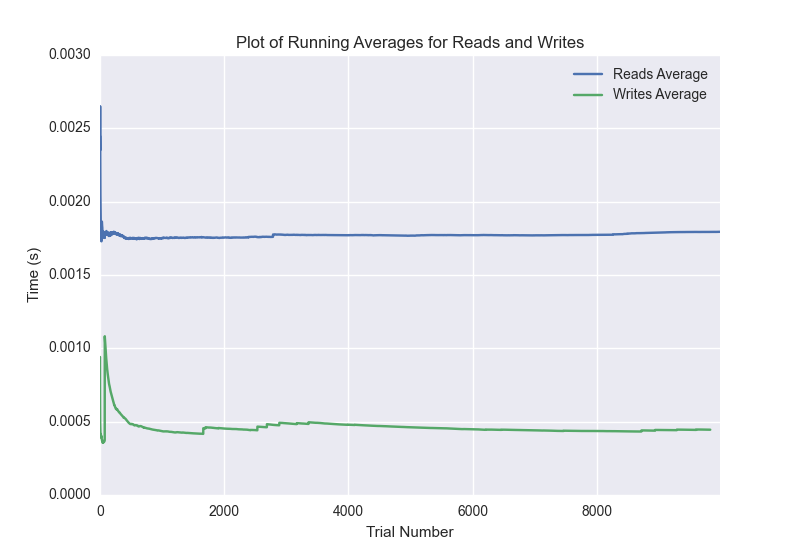 Plot of Running Averages for Reads and Writes
0.0030
Reads Average
Writes Average
0.0025
0.0020
0.0015
0.0010
0.0005
0.0000
Time (s)
0 2000 4000 6000 8000
Trial Number